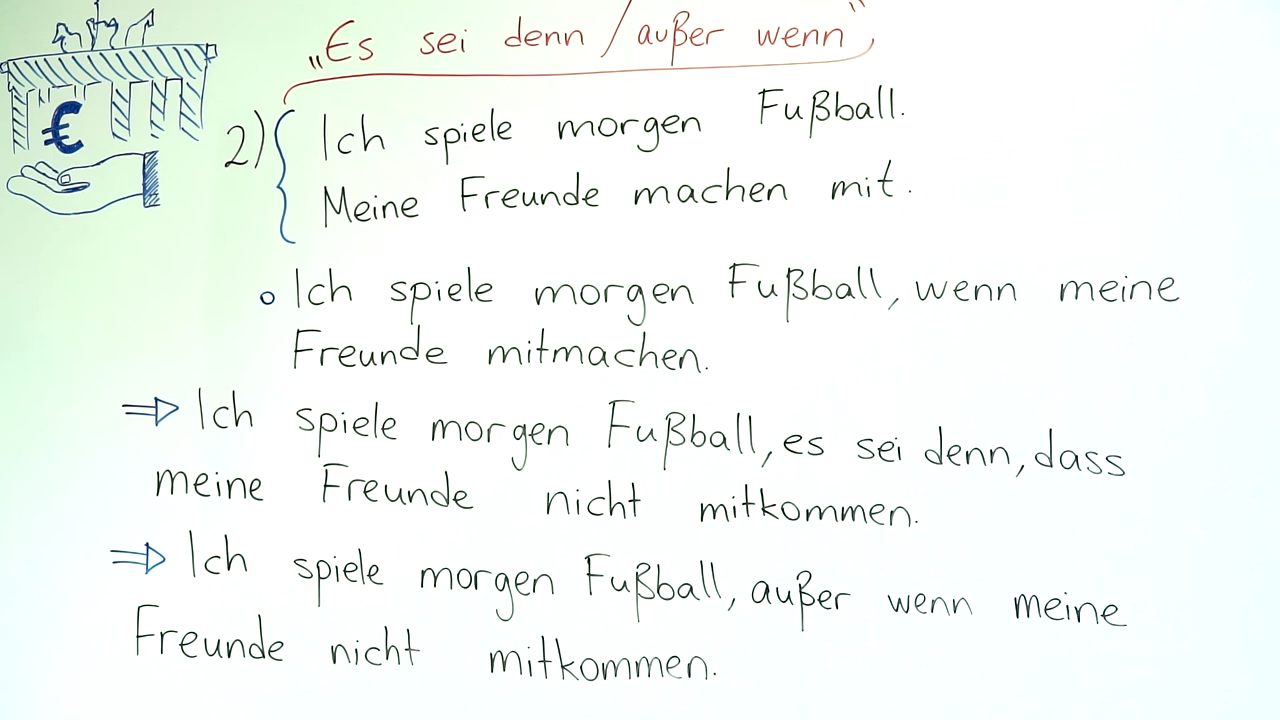 „Es sei denn / außer wenn“
2) Ich spiele morgen Fußball.
Meine Freunde machen mit.
Ich spiele morgen Fußball, wenn meine
Freunde mitmachen.
⇒ Ich spiele morgen Fußball, es sei denn, dass
meine Freunde nicht mitkommen.
⇒ Ich spiele morgen Fußball, außer wenn meine
Freunde nicht mitkommen.
€